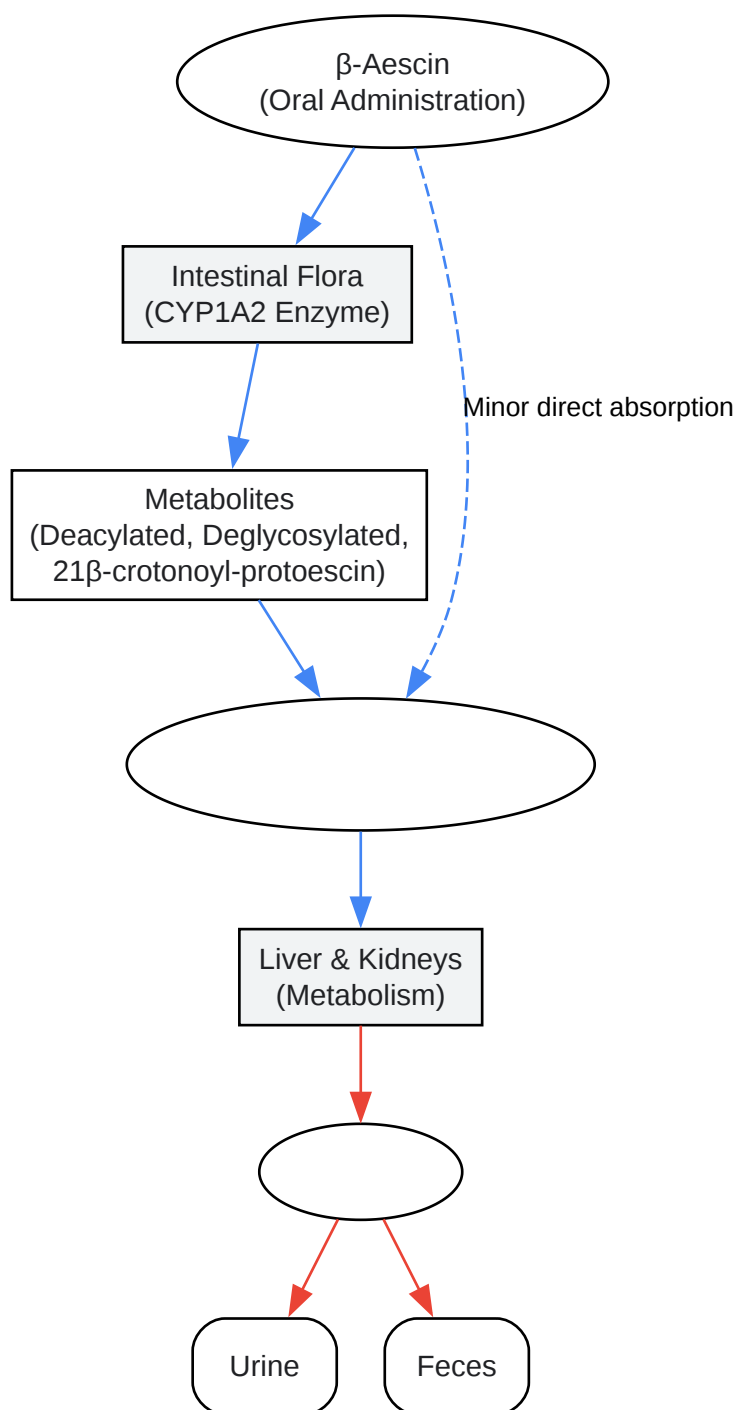 β-Aescin
(Oral Administration)
Intestinal Flora
(CYP1A2 Enzyme)
Minor direct absorption
Metabolites
(Deacylated, Deglycosylated,
21β-crotonoyl-protoescin)
Liver & Kidneys
(Metabolism)
Urine
Feces